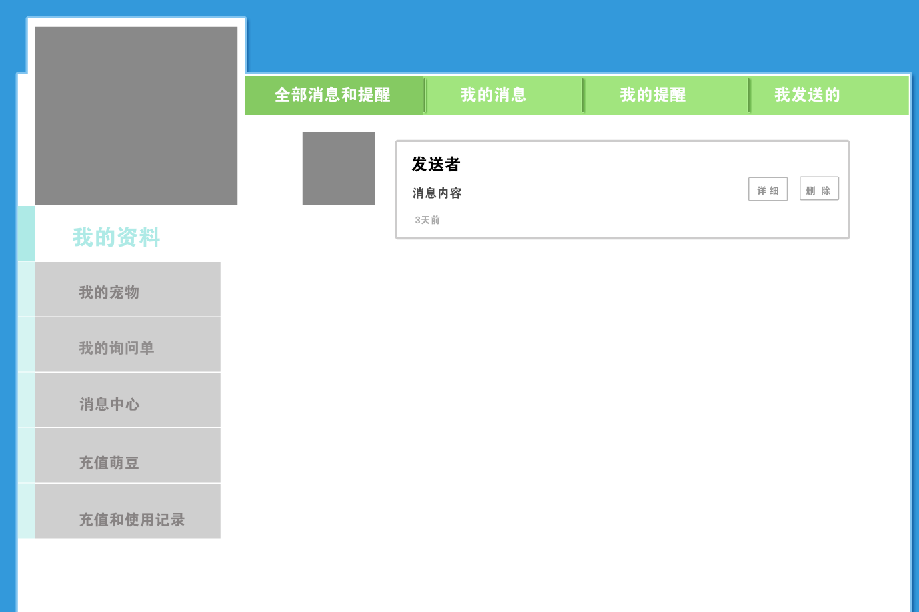 全部消息和提醒
我的消息
我的提醒
我发送的
发送者
消息内容
3天前
详 细
删 除
我的资料
我的宠物
我的询问单
消息中心
充值萌豆
充值和使用记录